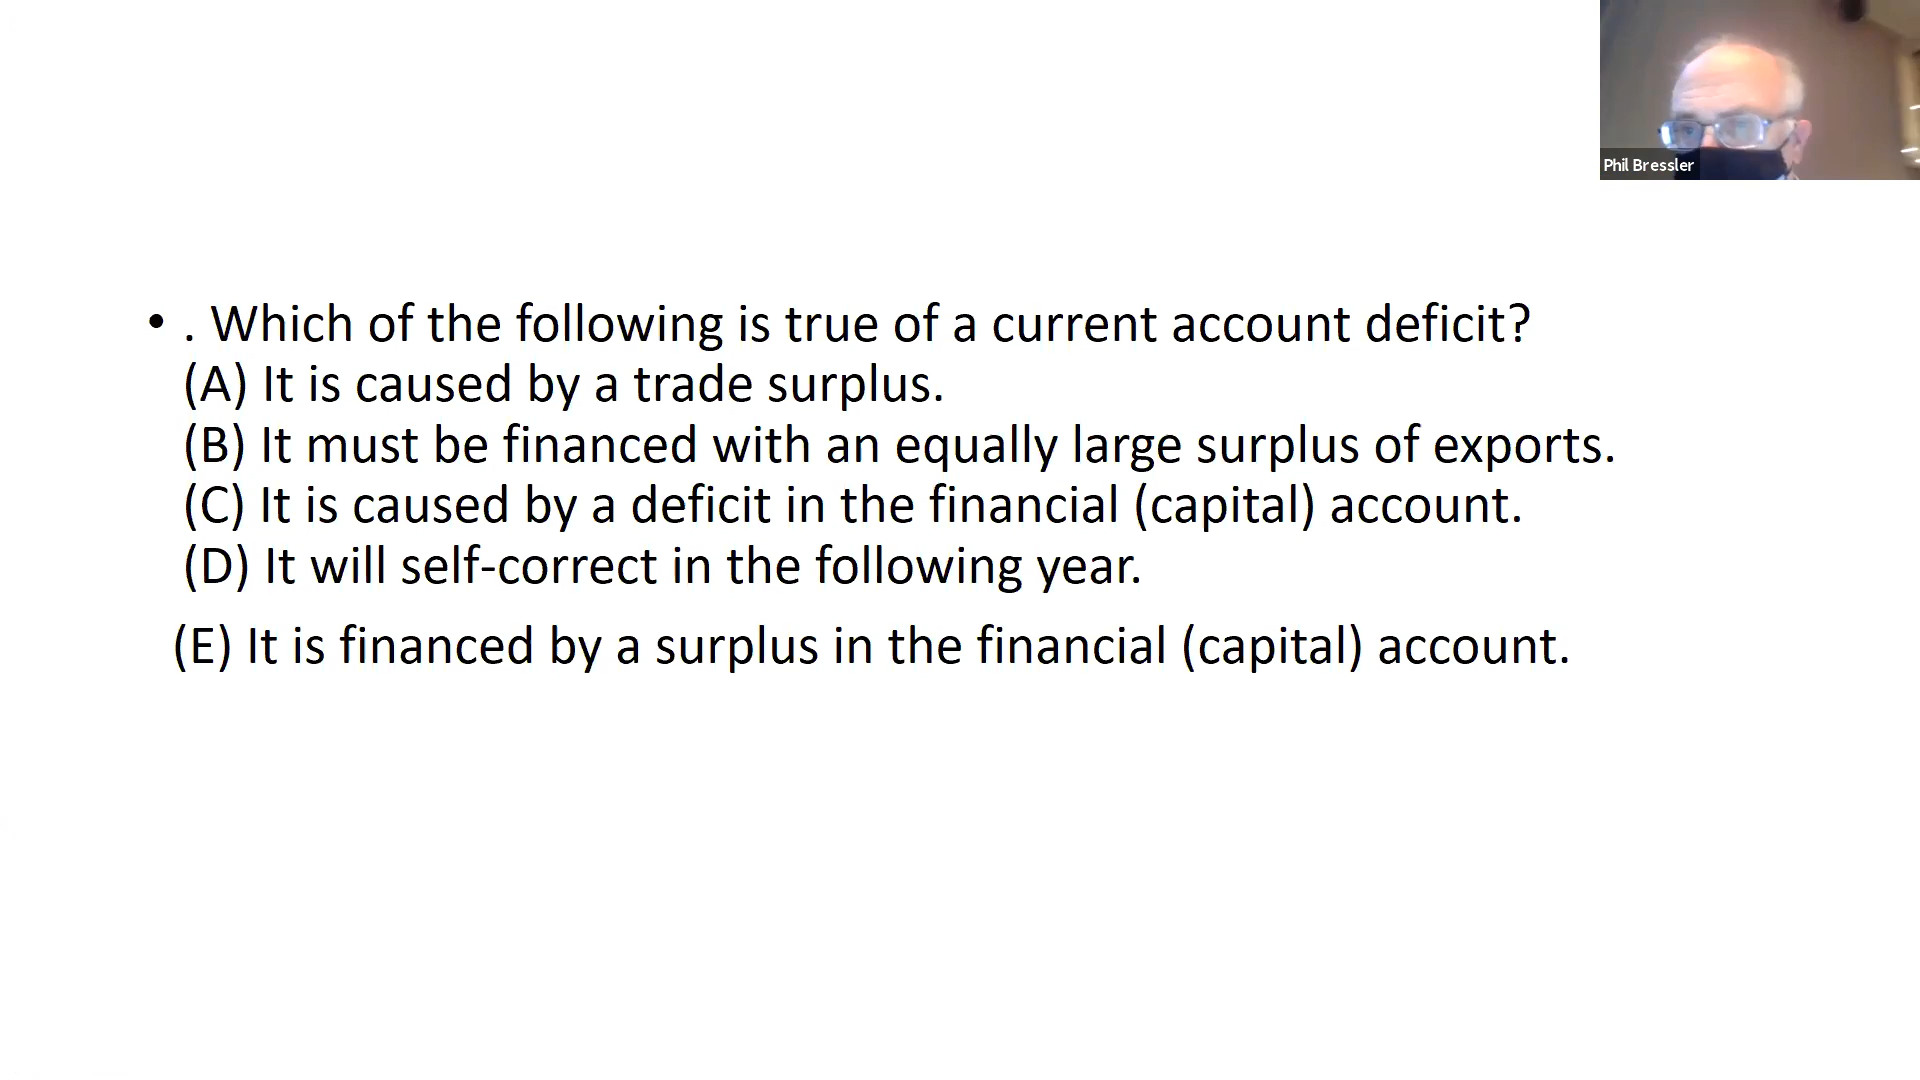 Phil Bressler
• . Which of the following is true of a current account deficit?
(A) It is caused by a trade surplus.
(B) It must be financed with an equally large surplus of exports.
(C) It is caused by a deficit in the financial (capital) account.
(D) It will self-correct in the following year.
(E) It is financed by a surplus in the financial (capital) account.